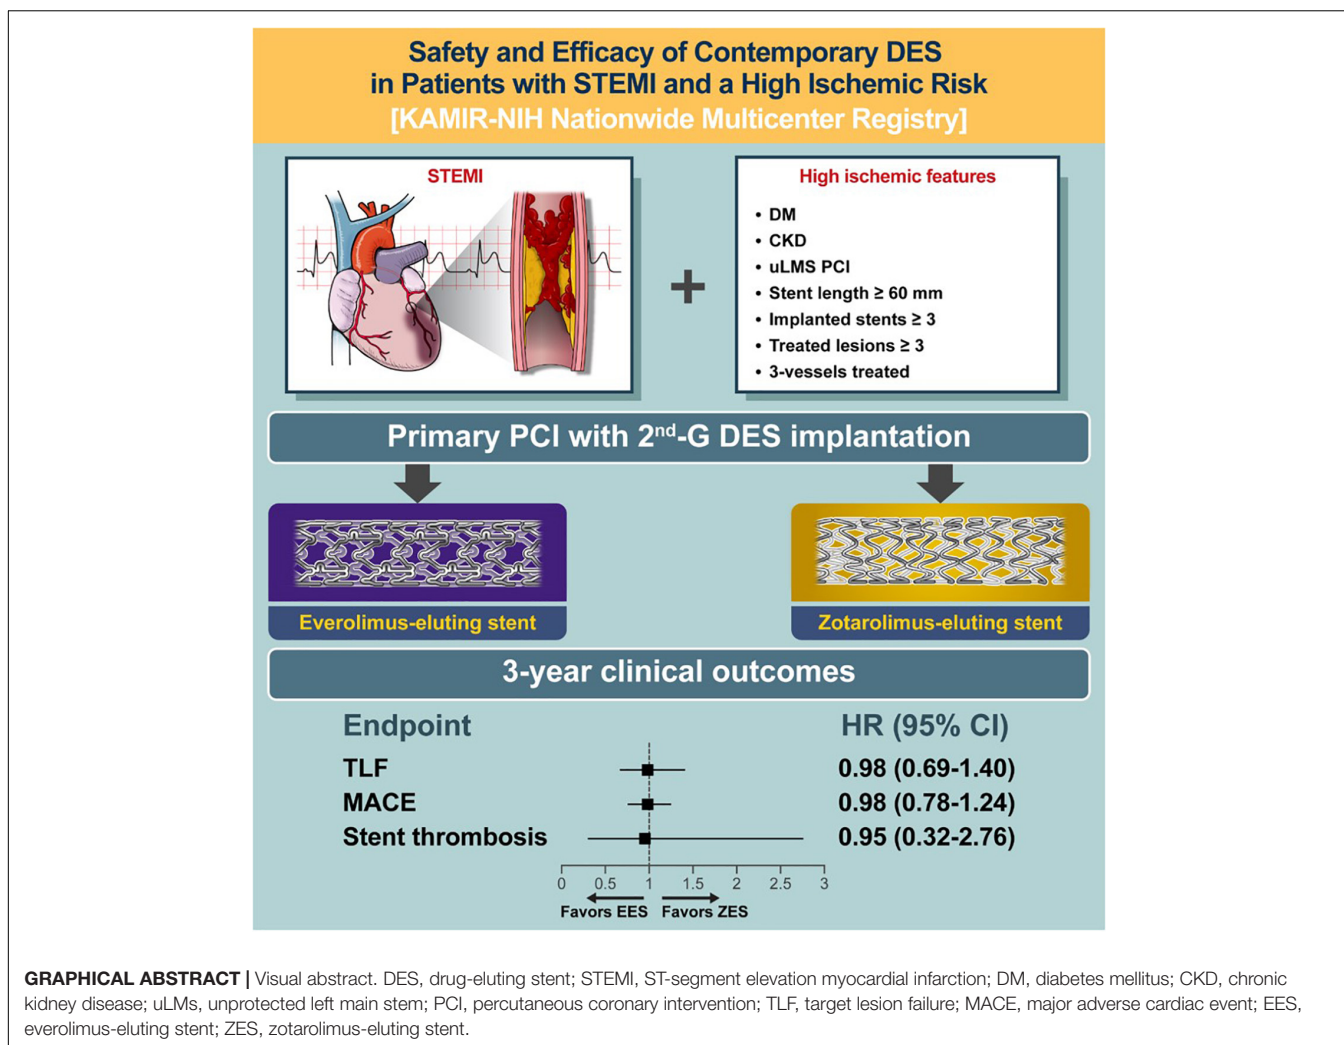 Safety and Efficacy of Contemporary DES
in Patients with STEMI and a High Ischemic Risk
[KAMIR-NIH Nationwide Multicenter Registry]
STEMI
High ischemic features
• DM
• CKD
• uLMS PCI
• Stent length ≥ 60 mm
• Implanted stents ≥ 3
• Treated lesions ≥ 3
• 3-vessels treated
+
Primary PCI with 2nd-G DES implantation
Everolimus-eluting stent
Zotarolimus-eluting stent
3-year clinical outcomes
Endpoint HR (95% CI)
TLF 0.98 (0.69-1.40)
MACE 0.98 (0.78-1.24)
Stent thrombosis 0.95 (0.32-2.76)
0 0.5 1 1.5 2 2.5 3
Favors EES Favors ZES
GRAPHICAL ABSTRACT | Visual abstract. DES, drug-eluting stent; STEMI, ST-segment elevation myocardial infarction; DM, diabetes mellitus; CKD, chronic
kidney disease; uLMs, unprotected left main stem; PCI, percutaneous coronary intervention; TLF, target lesion failure; MACE, major adverse cardiac event; EES,
everolimus-eluting stent; ZES, zotarolimus-eluting stent.